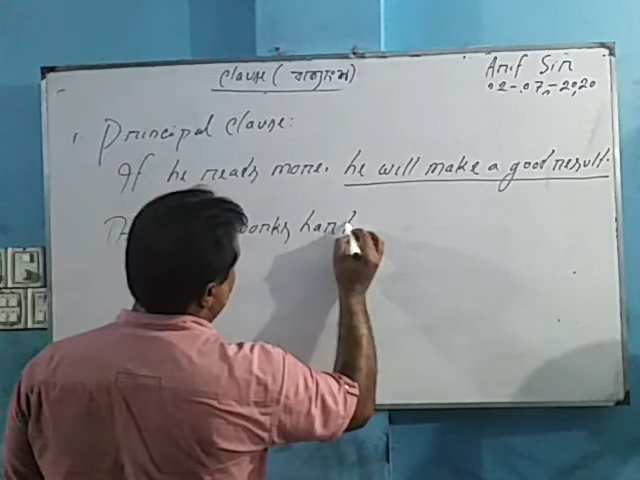 Clause (বাক্যাংশ)
Arif Sir
02-07-2020
1. Principal Clause:
If he reads more, he will make a good result.
works hard